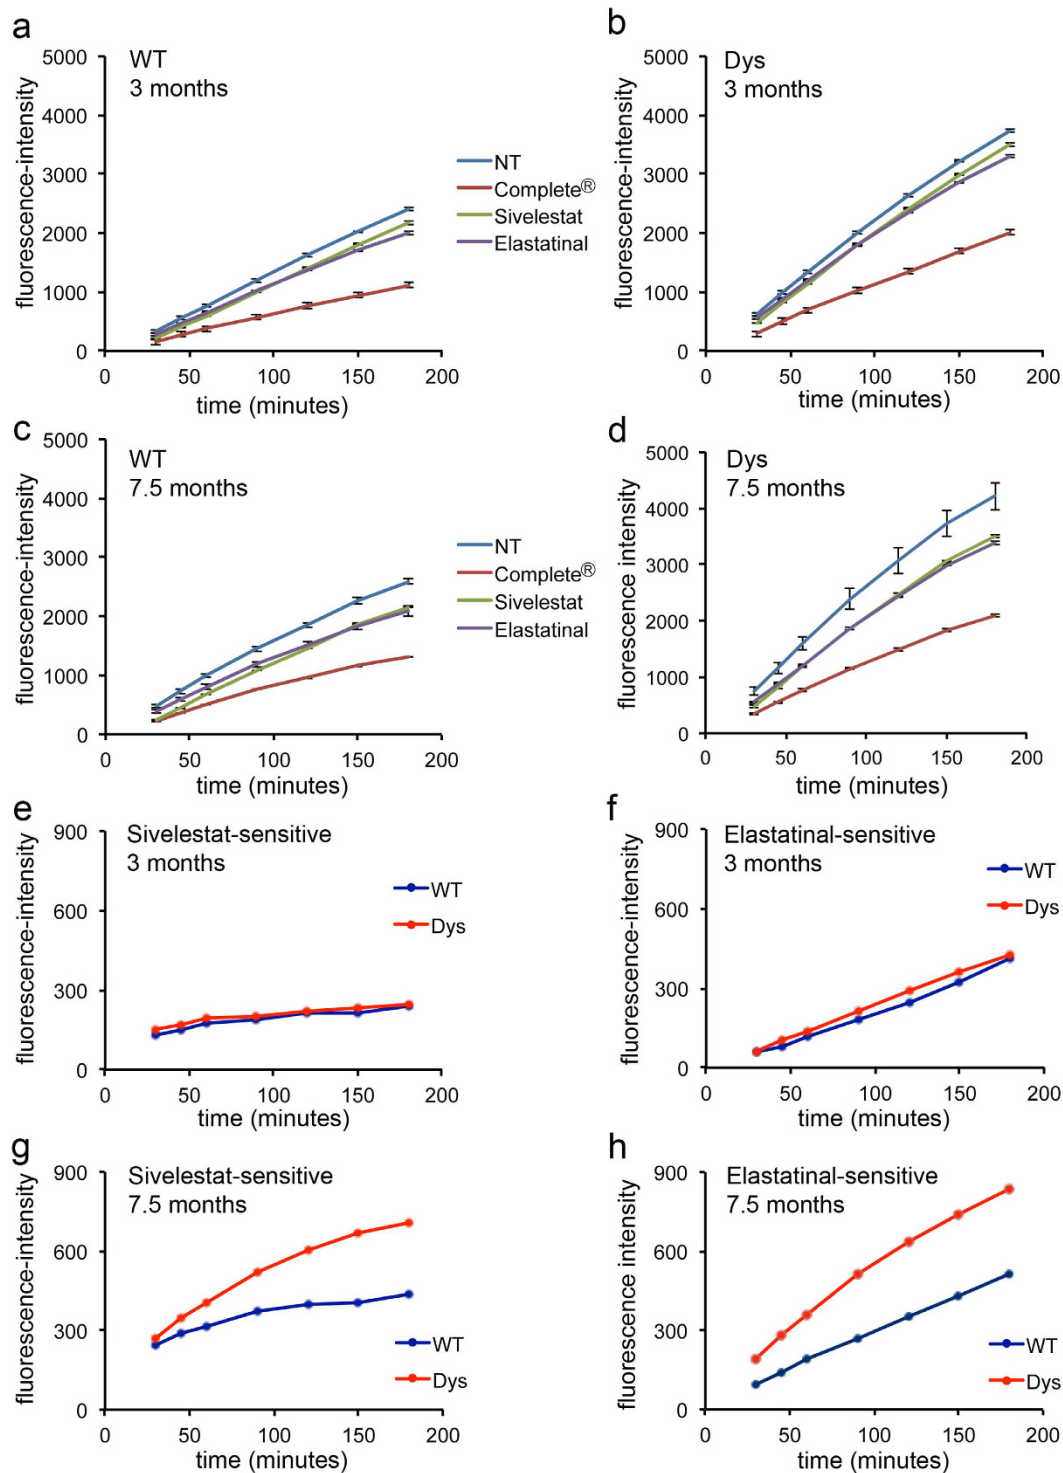 a
WT
3 months
fluorescence-intensity
5000
4000
3000
2000
1000
0
0 50 100 150 200
time (minutes)
NT
Complete®
Sivelestat
Elastatinal
b
Dys
3 months
fluorescence-intensity
5000
4000
3000
2000
1000
0
0 50 100 150 200
time (minutes)
c
WT
7.5 months
fluorescence-intensity
5000
4000
3000
2000
1000
0
0 50 100 150 200
time (minutes)
NT
Complete®
Sivelestat
Elastatinal
d
Dys
7.5 months
fluorescence intensity
5000
4000
3000
2000
1000
0
0 50 100 150 200
time (minutes)
e
Sivelestat-sensitive
3 months
fluorescence-intensity
900
600
300
0
0 50 100 150 200
time (minutes)
WT
Dys
f
Elastatinal-sensitive
3 months
fluorescence-intensity
900
600
300
0
0 50 100 150 200
time (minutes)
WT
Dys
g
Sivelestat-sensitive
7.5 months
fluorescence-intensity
900
600
300
0
0 50 100 150 200
time (minutes)
WT
Dys
h
Elastatinal-sensitive
7.5 months
fluorescence intensity
900
600
300
0
0 50 100 150 200
time (minutes)
WT
Dys